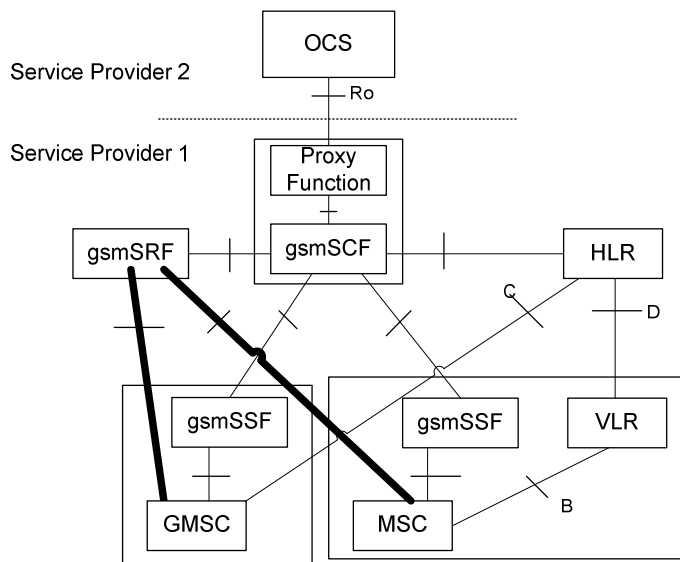 OCS
Service Provider 2
Ro
Service Provider 1
Proxy
Function
gsmSRF
gsmSCF
HLR
C
D
gsmSSF
gsmSSF
VLR
GMSC
MSC
B